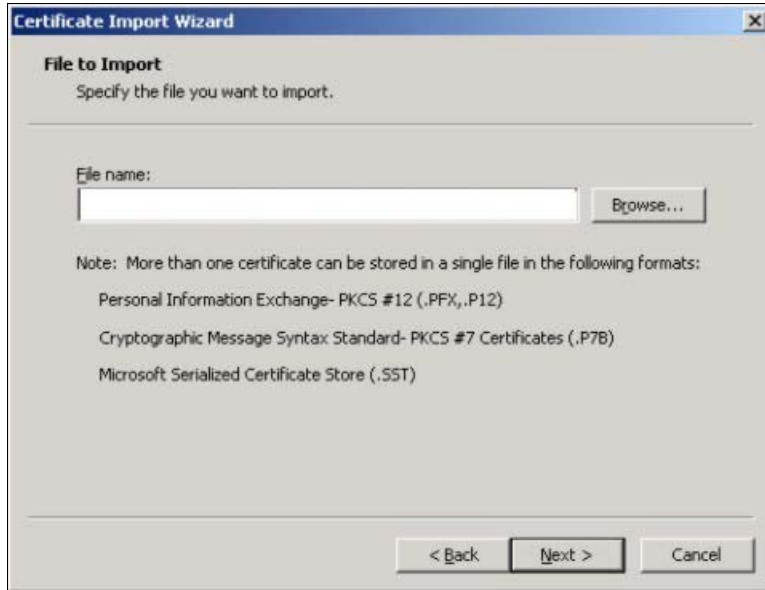 Certificate Import Wizard
File to Import
Specify the file you want to import.
File name:
Browse...
Note: More than one certificate can be stored in a single file in the following formats:
Personal Information Exchange- PKCS #12 (.PFX,.P12)
Cryptographic Message Syntax Standard- PKCS #7 Certificates (.P7B)
Microsoft Serialized Certificate Store (.SST)
< Back
Next >
Cancel